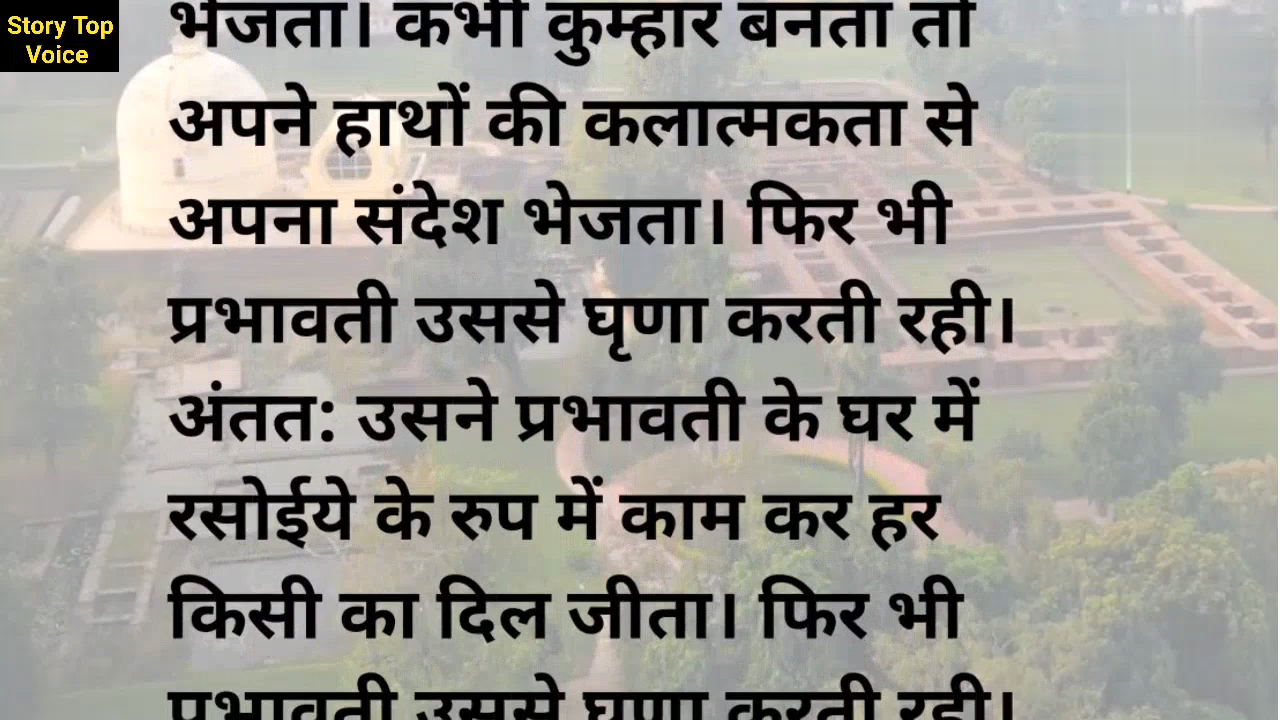 Story Top
Voice
भेजता। कभी कुम्हार बनता तो
अपने हाथों की कलात्मकता से
अपना संदेश भेजता। फिर भी
प्रभावती उससे घृणा करती रही।
अंतत: उसने प्रभावती के घर में
रसोईये के रुप में काम कर हर
किसी का दिल जीता। फिर भी
प्रभावती उससे घृणा करती रही।